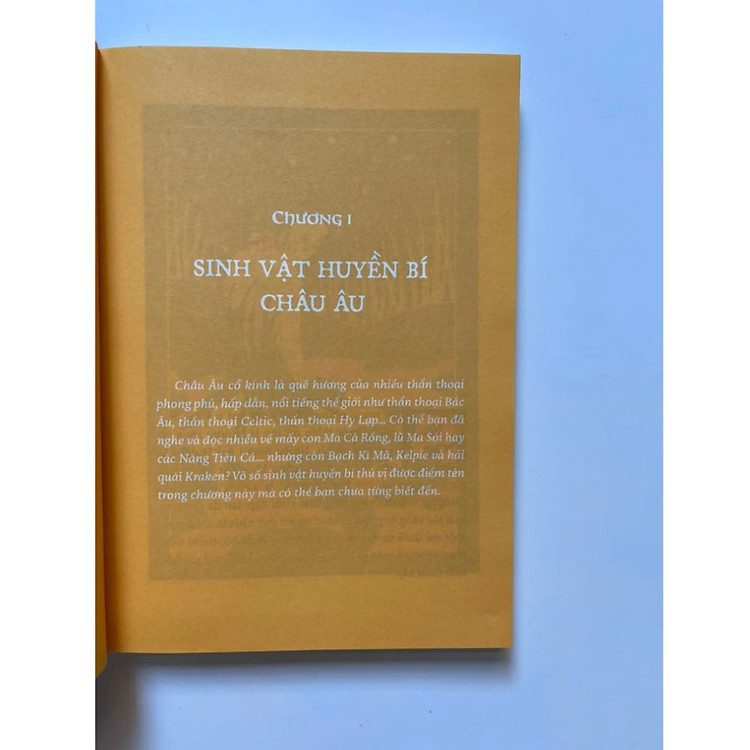 Chương I
SINH VẬT HUYỀN BÍ
CHÂU ÂU
Châu Âu cổ kính là quê hương của nhiều thần thoại
phong phú, hấp dẫn, nổi tiếng thế giới như thần thoại Bắc
Âu, thần thoại Celtic, thần thoại Hy Lạp... Có thể bạn đã
nghe và đọc nhiều về mấy con Ma Cà Rồng, lũ Ma Sói hay
các Nàng Tiên Cá... nhưng còn Bạch Kì Mã, Kelpie và hải
quái Kraken? Vô số sinh vật huyền bí thú vị được điểm tên
trong chương này mà có thể bạn chưa từng biết đến.